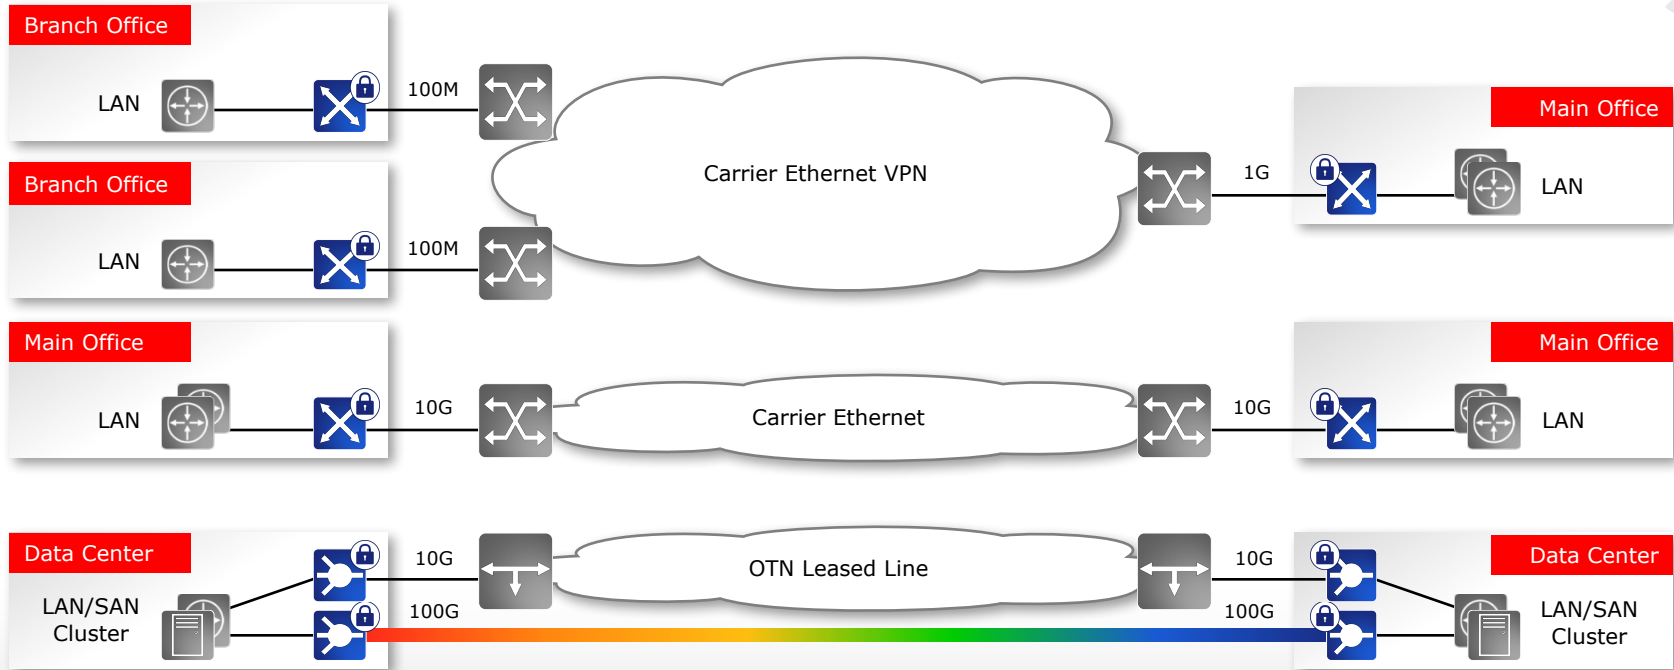 Branch Office
LAN
100M
Branch Office
LAN
100M
Carrier Ethernet VPN
Main Office
1G
LAN
Main Office
LAN
10G
Carrier Ethernet
Main Office
10G
LAN
Data Center
LAN/SAN
Cluster
10G
100G
OTN Leased Line
Data Center
10G
100G
LAN/SAN
Cluster